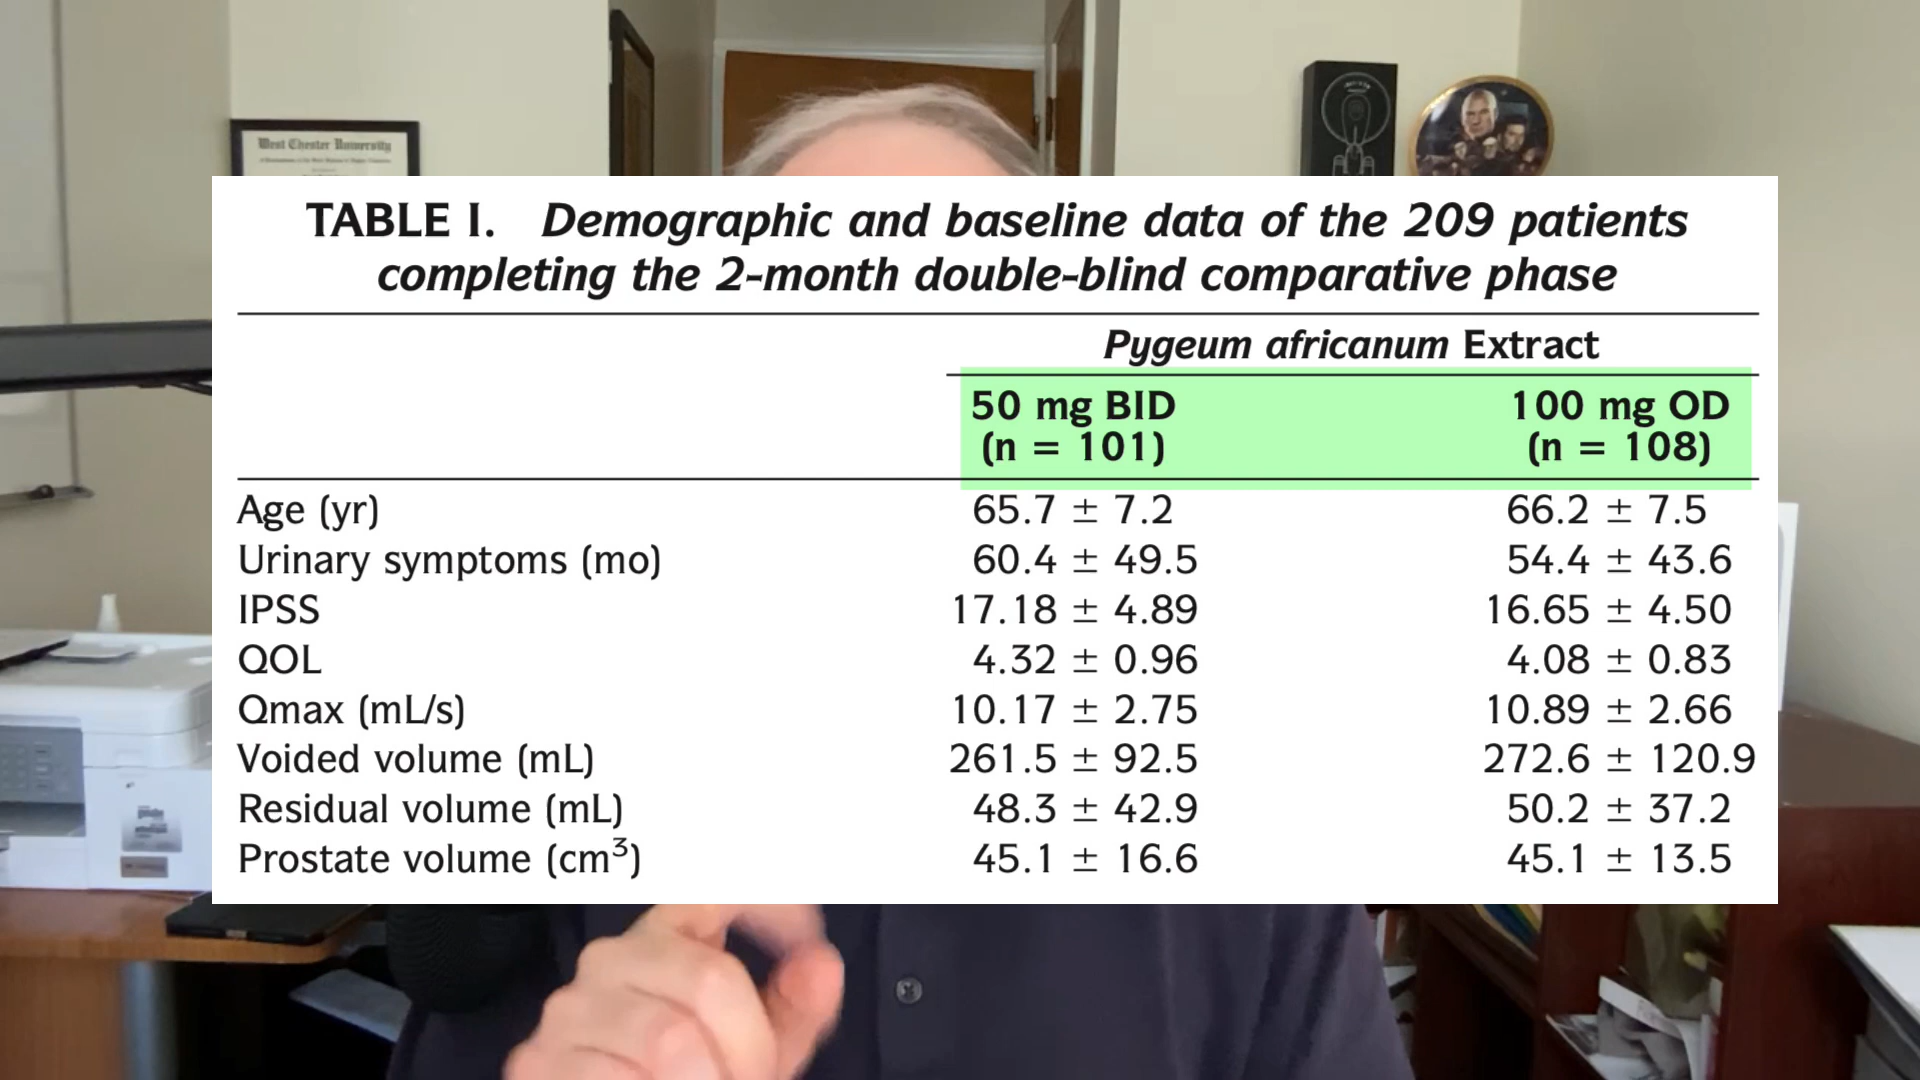 West Chester University
TABLE I. Demographic and baseline data of the 209 patients
completing the 2-month double-blind comparative phase
Pygeum africanum Extract
50 mg BID 100 mg OD
(n = 101) (n = 108)
Age (yr) 65.7 ± 7.2 66.2 ± 7.5
Urinary symptoms (mo) 60.4 ± 49.5 54.4 ± 43.6
IPSS 17.18 ± 4.89 16.65 ± 4.50
QOL 4.32 ± 0.96 4.08 ± 0.83
Qmax (mL/s) 10.17 ± 2.75 10.89 ± 2.66
Voided volume (mL) 261.5 ± 92.5 272.6 ± 120.9
Residual volume (mL) 48.3 ± 42.9 50.2 ± 37.2
Prostate volume (cm³) 45.1 ± 16.6 45.1 ± 13.5